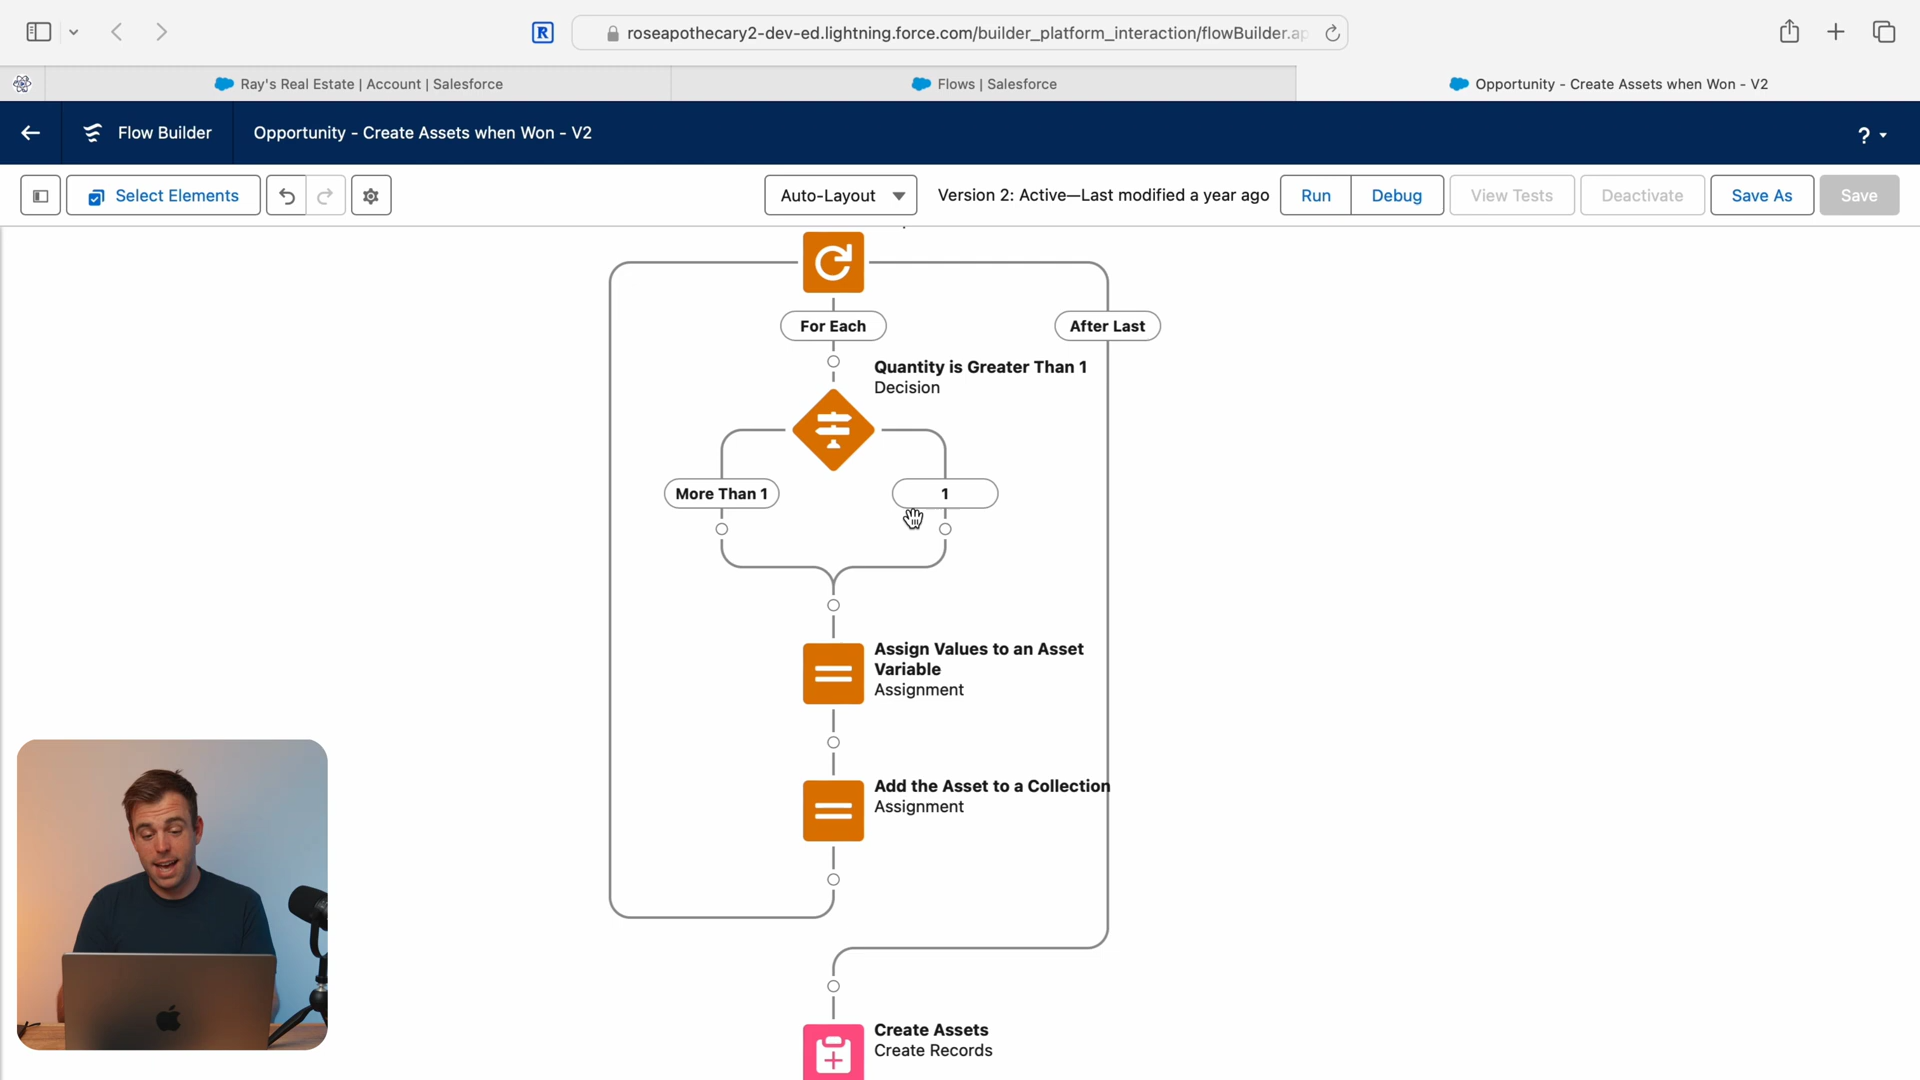 roseapothecary2-dev-ed.lightning.force.com/builder_platform_interaction/flowBuilder.ap
Ray's Real Estate | Account | Salesforce
Flows | Salesforce
Opportunity - Create Assets when Won - V2
Flow Builder
Opportunity - Create Assets when Won - V2
?
Select Elements
Auto-Layout
Version 2: Active—Last modified a year ago
Run
Debug
View Tests
Deactivate
Save As
Save
For Each
After Last
Quantity is Greater Than 1
Decision
More Than 1
1
Assign Values to an Asset
Variable
Assignment
Add the Asset to a Collection
Assignment
Create Assets
Create Records